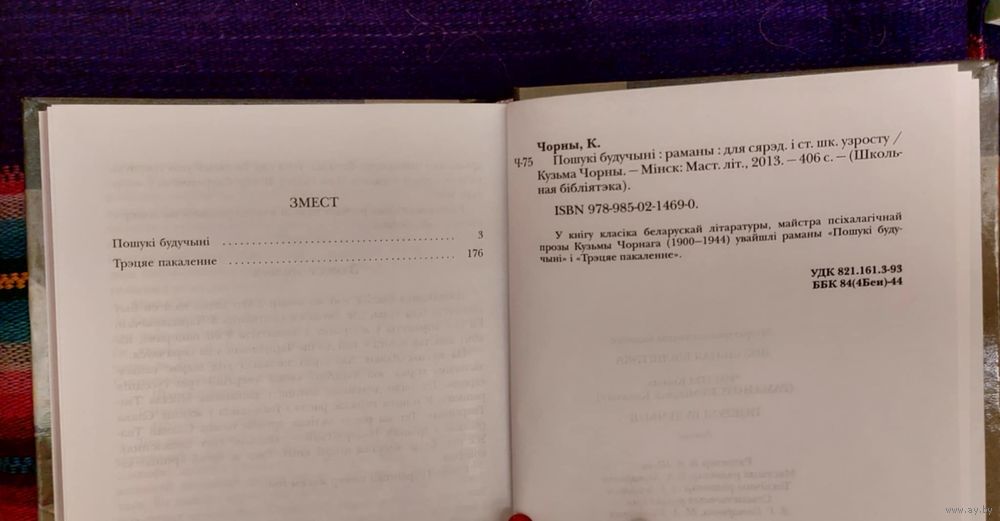 ЗМЕСТ
Пошукі будучыні ........................................ 3
Трэцяе пакаленне ........................................ 176
Чорны, К.
Ч-75 Пошукі будучыні : раманы : для сярэд. і ст. шк. узросту /
Кузьма Чорны. — Мінск: Маст. літ., 2013. — 406 с. — (Школь-
ная бібліятэка).
ISBN 978-985-02-1469-0.
У кнігу класіка беларускай літаратуры, майстра псіхалагічнай
прозы Кузьмы Чорнага (1900–1944) увайшлі раманы «Пошукі буду-
чыні» і «Трэцяе пакаленне».
УДК 821.161.3-93
ББК 84(4Беи)-44
www.ay.by